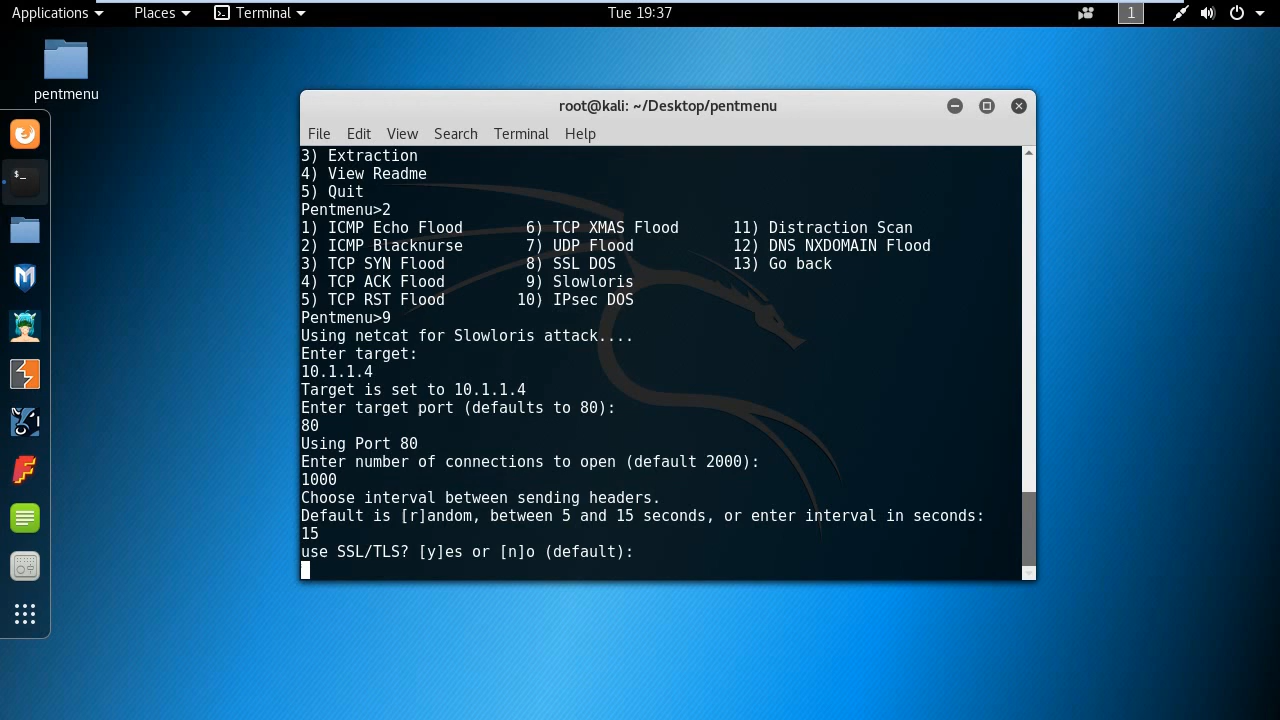 Applications Places Terminal Tue 19:37 1
pentmenu
root@kali: ~/Desktop/pentmenu
File Edit View Search Terminal Help
3) Extraction
4) View Readme
5) Quit
Pentmenu>2
1) ICMP Echo Flood 6) TCP XMAS Flood 11) Distraction Scan
2) ICMP Blacknurse 7) UDP Flood 12) DNS NXDOMAIN Flood
3) TCP SYN Flood 8) SSL DOS 13) Go back
4) TCP ACK Flood 9) Slowloris
5) TCP RST Flood 10) IPsec DOS
Pentmenu>9
Using netcat for Slowloris attack....
Enter target:
10.1.1.4
Target is set to 10.1.1.4
Enter target port (defaults to 80):
80
Using Port 80
Enter number of connections to open (default 2000):
1000
Choose interval between sending headers.
Default is [r]andom, between 5 and 15 seconds, or enter interval in seconds:
15
use SSL/TLS? [y]es or [n]o (default):